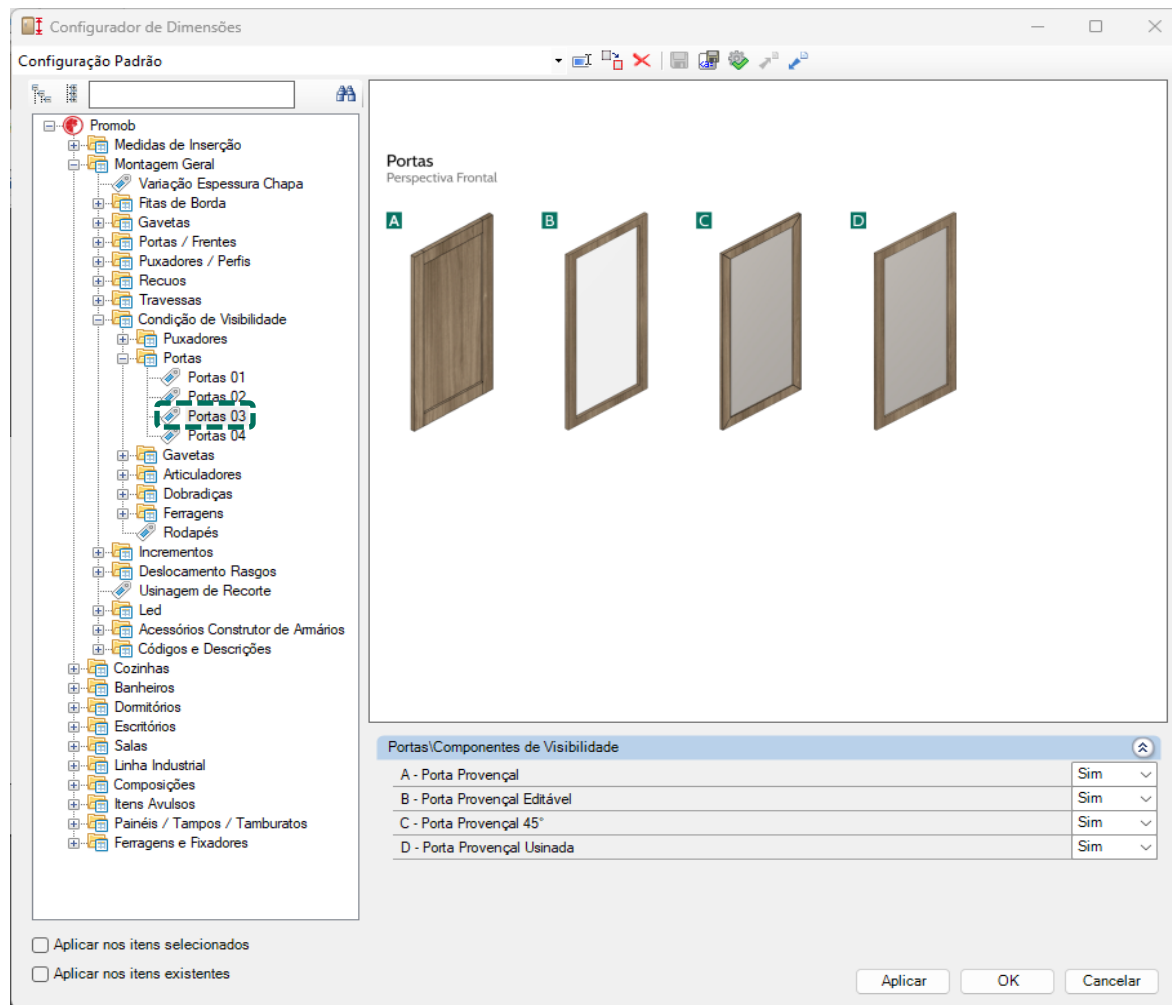 Configurador de Dimensões
Configuração Padrão
Promob
Medidas de Inserção
Montagem Geral
Variação Espessura Chapa
Fitas de Borda
Gavetas
Portas / Frentes
Puxadores / Perfis
Recuos
Travessas
Condição de Visibilidade
Puxadores
Portas
Portas 01
Portas 02
Portas 03
Portas 04
Gavetas
Articuladores
Dobradiças
Ferragens
Rodapés
Incrementos
Deslocamento Rasgos
Usinagem de Recorte
Led
Acessórios Construtor de Armários
Códigos e Descrições
Cozinhas
Banheiros
Dormitórios
Escritórios
Salas
Linha Industrial
Composições
Itens Avulsos
Painéis / Tampos / Tamburatos
Ferragens e Fixadores
Portas
Perspectiva Frontal
A B C D
Portas\Componentes de Visibilidade
A - Porta Provençal Sim
B - Porta Provençal Editável Sim
C - Porta Provençal 45° Sim
D - Porta Provençal Usinada Sim
Aplicar nos itens selecionados
Aplicar nos itens existentes
Aplicar OK Cancelar